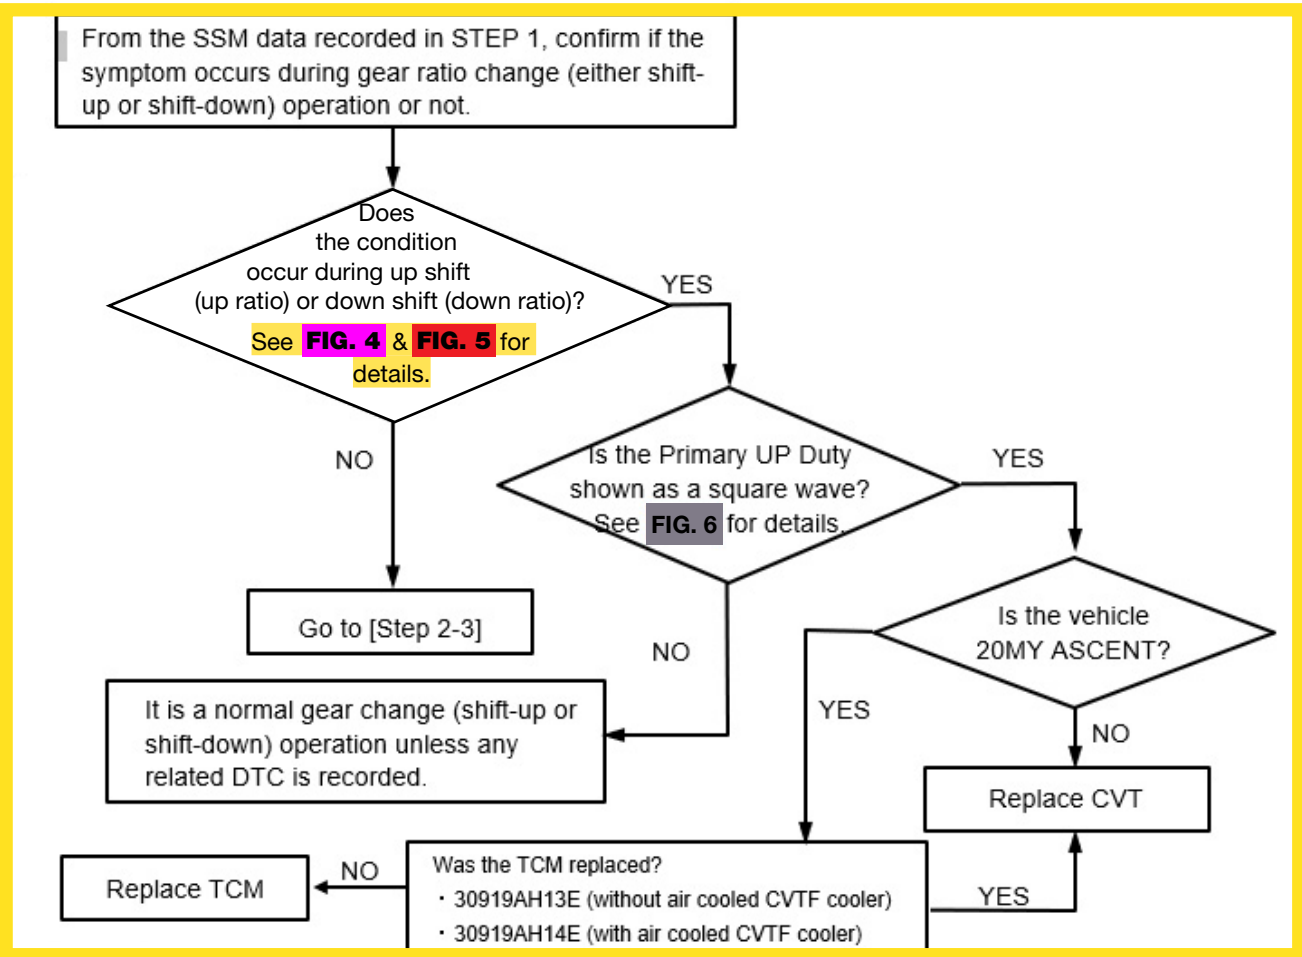 From the SSM data recorded in STEP 1, confirm if the
symptom occurs during gear ratio change (either shift-
up or shift-down) operation or not.
Does
the condition
occur during up shift
(up ratio) or down shift (down ratio)?
See FIG. 4 & FIG. 5 for
details.
YES
NO
Is the Primary UP Duty
shown as a square wave?
See FIG. 6 for details.
YES
NO
Go to [Step 2-3]
Is the vehicle
20MY ASCENT?
YES
NO
It is a normal gear change (shift-up or
shift-down) operation unless any
related DTC is recorded.
Replace CVT
Was the TCM replaced?
・30919AH13E (without air cooled CVTF cooler)
・30919AH14E (with air cooled CVTF cooler)
NO
YES
Replace TCM